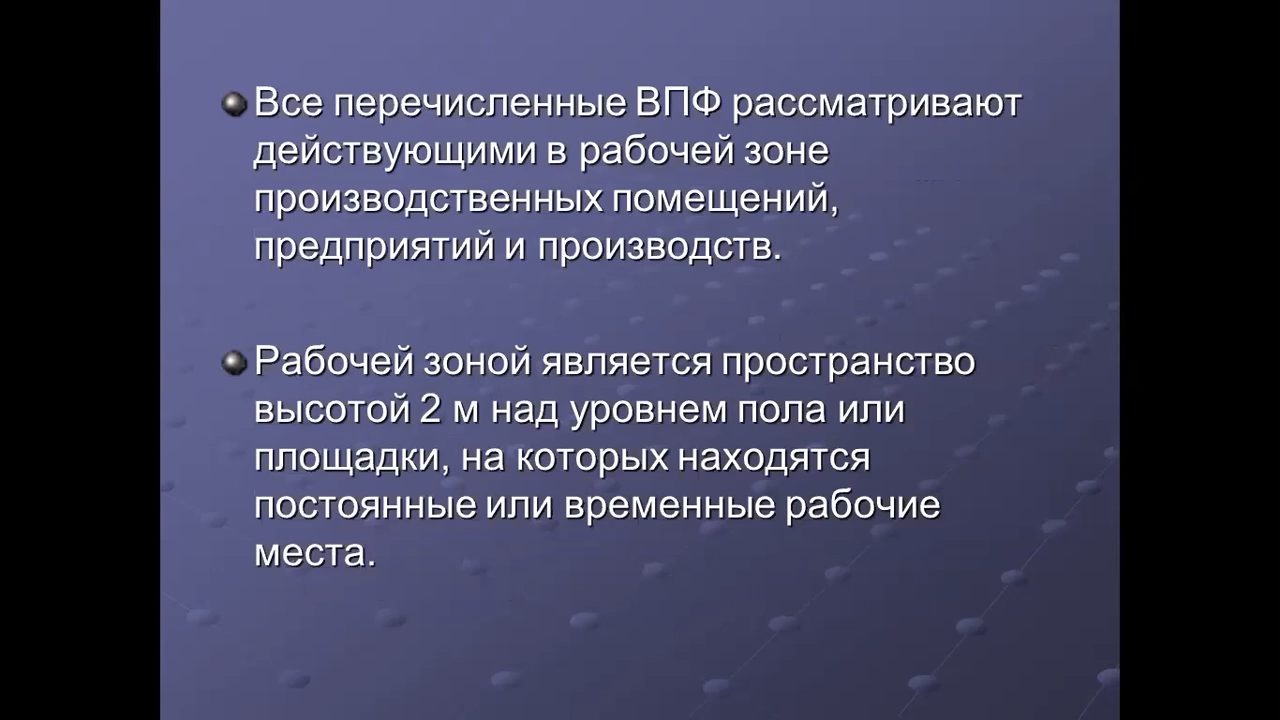 Все перечисленные ВПФ рассматривают
действующими в рабочей зоне
производственных помещений,
предприятий и производств.
Рабочей зоной является пространство
высотой 2 м над уровнем пола или
площадки, на которых находятся
постоянные или временные рабочие
места.